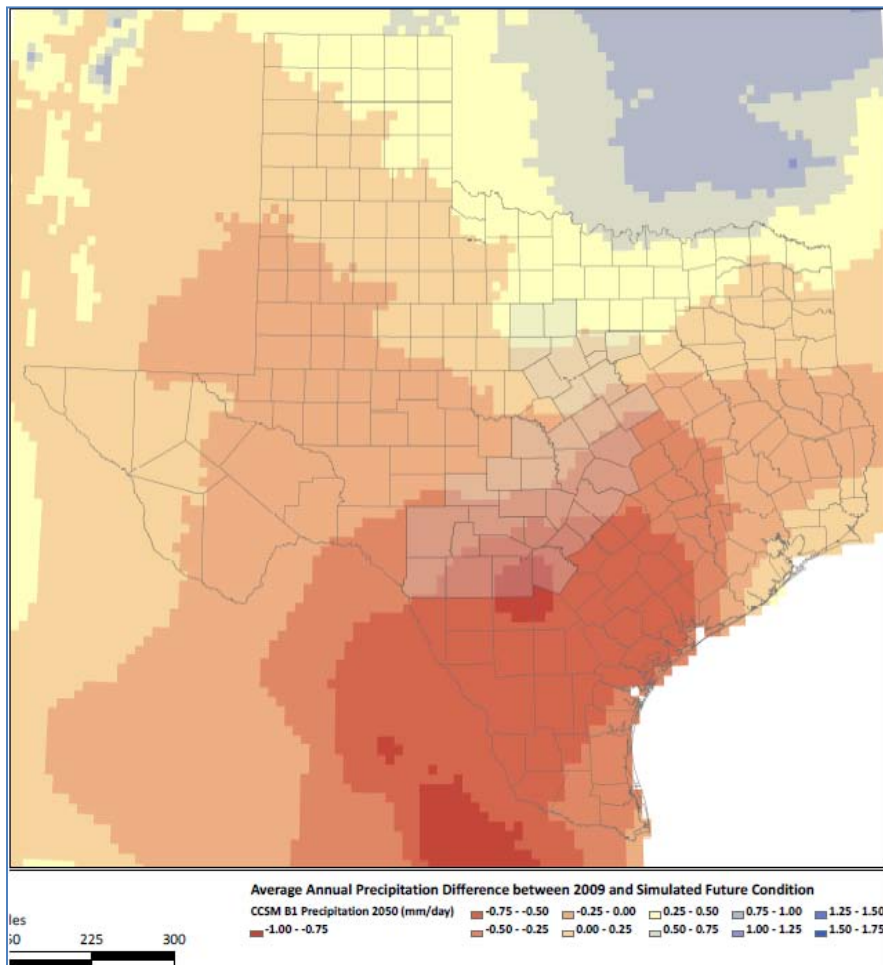 Average Annual Precipitation Difference between 2009 and Simulated Future Condition
CCSM B1 Precipitation 2050 (mm/day)
-1.00 - -0.75
-0.75 - -0.50
-0.50 - -0.25
-0.25 - 0.00
0.00 - 0.25
0.25 - 0.50
0.50 - 0.75
0.75 - 1.00
1.00 - 1.25
1.25 - 1.50
1.50 - 1.75
les
50 225 300